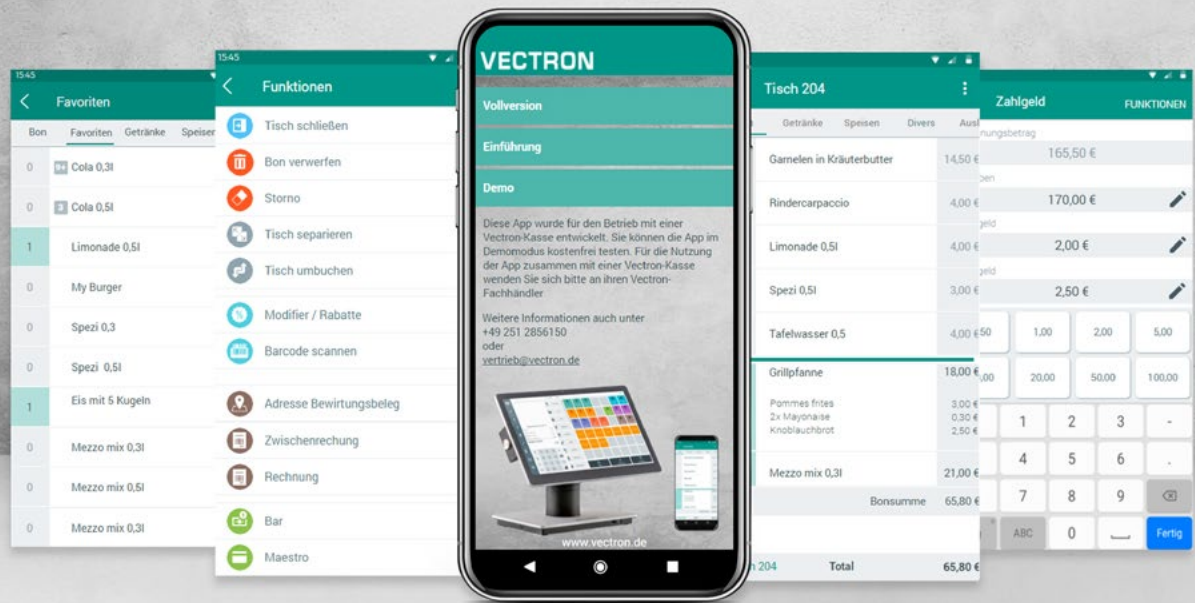 15:45
Favoriten
Bon Favoriten Getränke Speisen
0 9+ Cola 0,3l
0 3 Cola 0,5l
1 Limonade 0,5l
0 My Burger
0 Spezi 0,3
0 Spezi 0,5l
1 Eis mit 5 Kugeln
0 Mezzo mix 0,3l
0 Mezzo mix 0,5l
0 Mezzo mix 0,3l
15:45
Funktionen
Tisch schließen
Bon verwerfen
Storno
Tisch separieren
Tisch umbuchen
Modifier / Rabatte
Barcode scannen
Adresse Bewirtungsbeleg
Zwischenrechung
Rechnung
Bar
Maestro
VECTRON
Vollversion
Einführung
Demo
Diese App wurde für den Betrieb mit einer
Vectron-Kasse entwickelt. Sie können die App im
Demomodus kostenfrei testen. Für die Nutzung
der App zusammen mit einer Vectron-Kasse
wenden Sie sich bitte an ihren Vectron-
Fachhändler
Weitere Informationen auch unter
+49 251 2856150
oder
vertrieb@vectron.de
www.vectron.de
Tisch 204
Getränke Speisen Divers Ausl
Garnelen in Kräuterbutter 14,50 €
Rindercarpaccio 4,00 €
Limonade 0,5l 4,00 €
Spezi 0,5l 3,00 €
Tafelwasser 0,5 4,00 €
Grillpfanne 18,00 €
Pommes frites 3,00 €
2x Mayonaise 0,30 €
Knoblauchbrot 2,50 €
Mezzo mix 0,3l 21,00 €
Bonsumme 65,80 €
204 Total 65,80 €
Zahlgeld FUNKTIONEN
nungsbetrag
165,50 €
ben
170,00 €
geld
2,00 €
geld
2,50 €
50 1,00 2,00 5,00
,00 20,00 50,00 100,00
1 2 3 -
4 5 6 .
7 8 9
ABC 0 Fertig